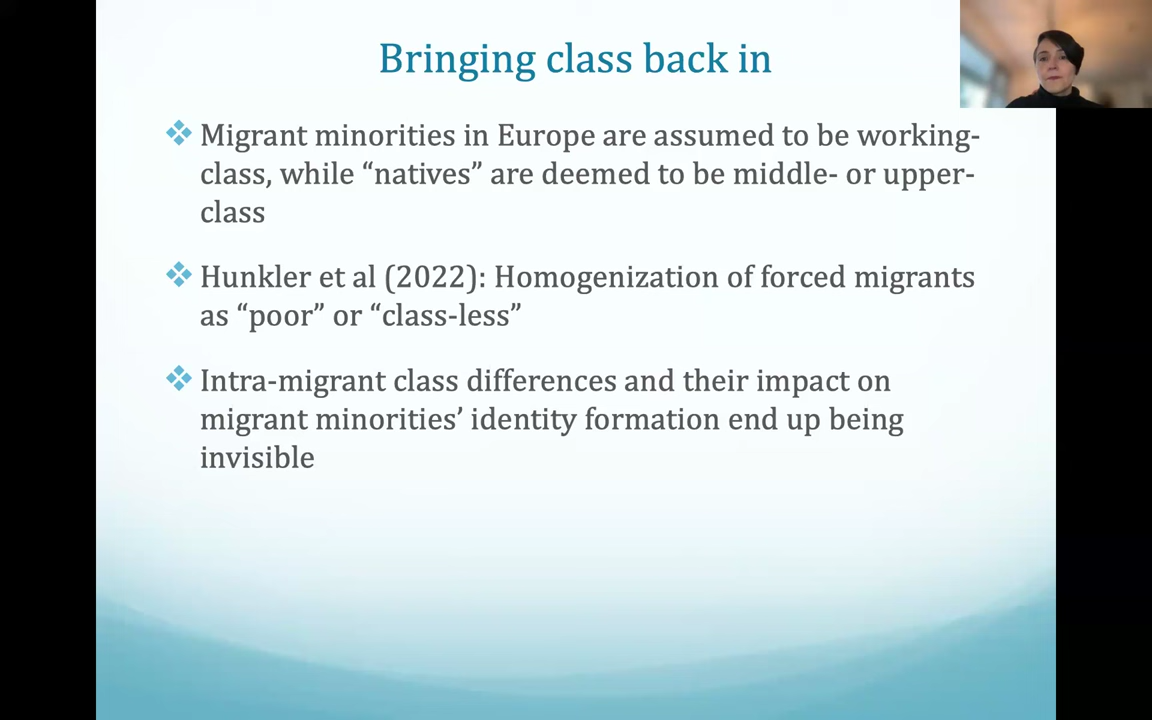 Bringing class back in
Migrant minorities in Europe are assumed to be working-
class, while “natives” are deemed to be middle- or upper-
class
Hunkler et al (2022): Homogenization of forced migrants
as “poor” or “class-less”
Intra-migrant class differences and their impact on
migrant minorities’ identity formation end up being
invisible